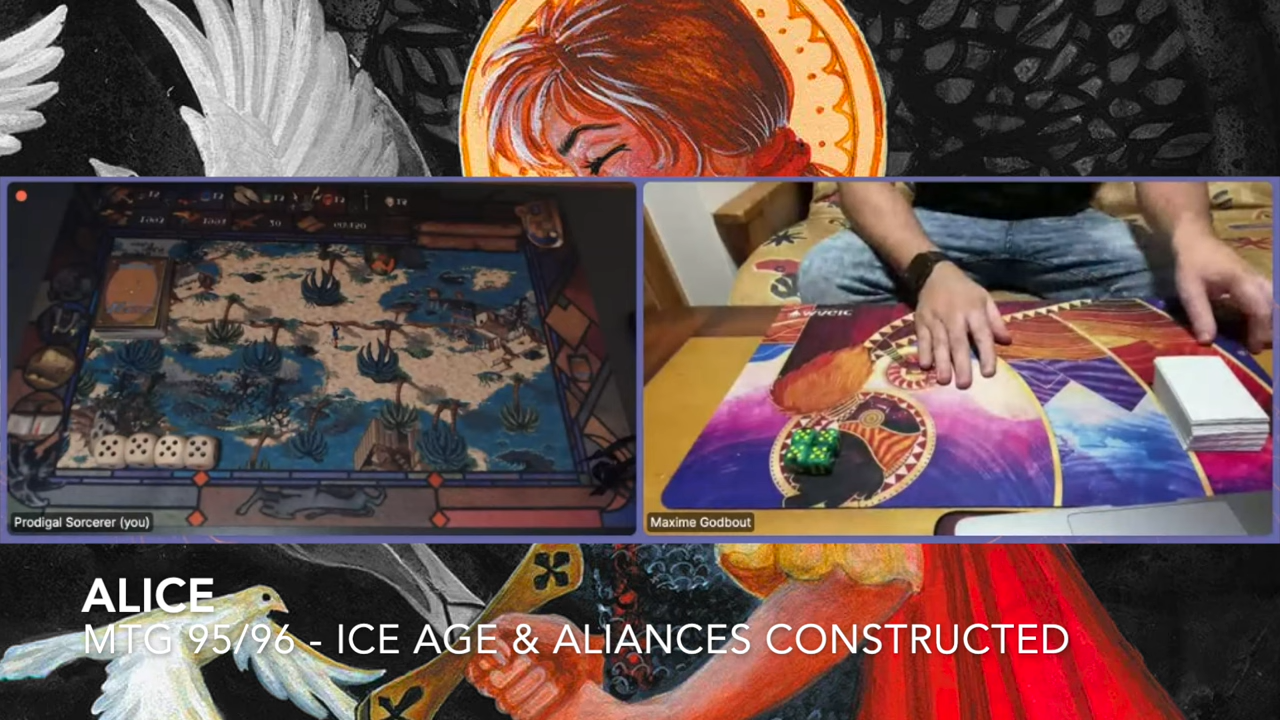 Prodigal Sorcerer (you)
Maxime Godbout
ALICE
MTG 95/96 - ICE AGE & ALIANCES CONSTRUCTED